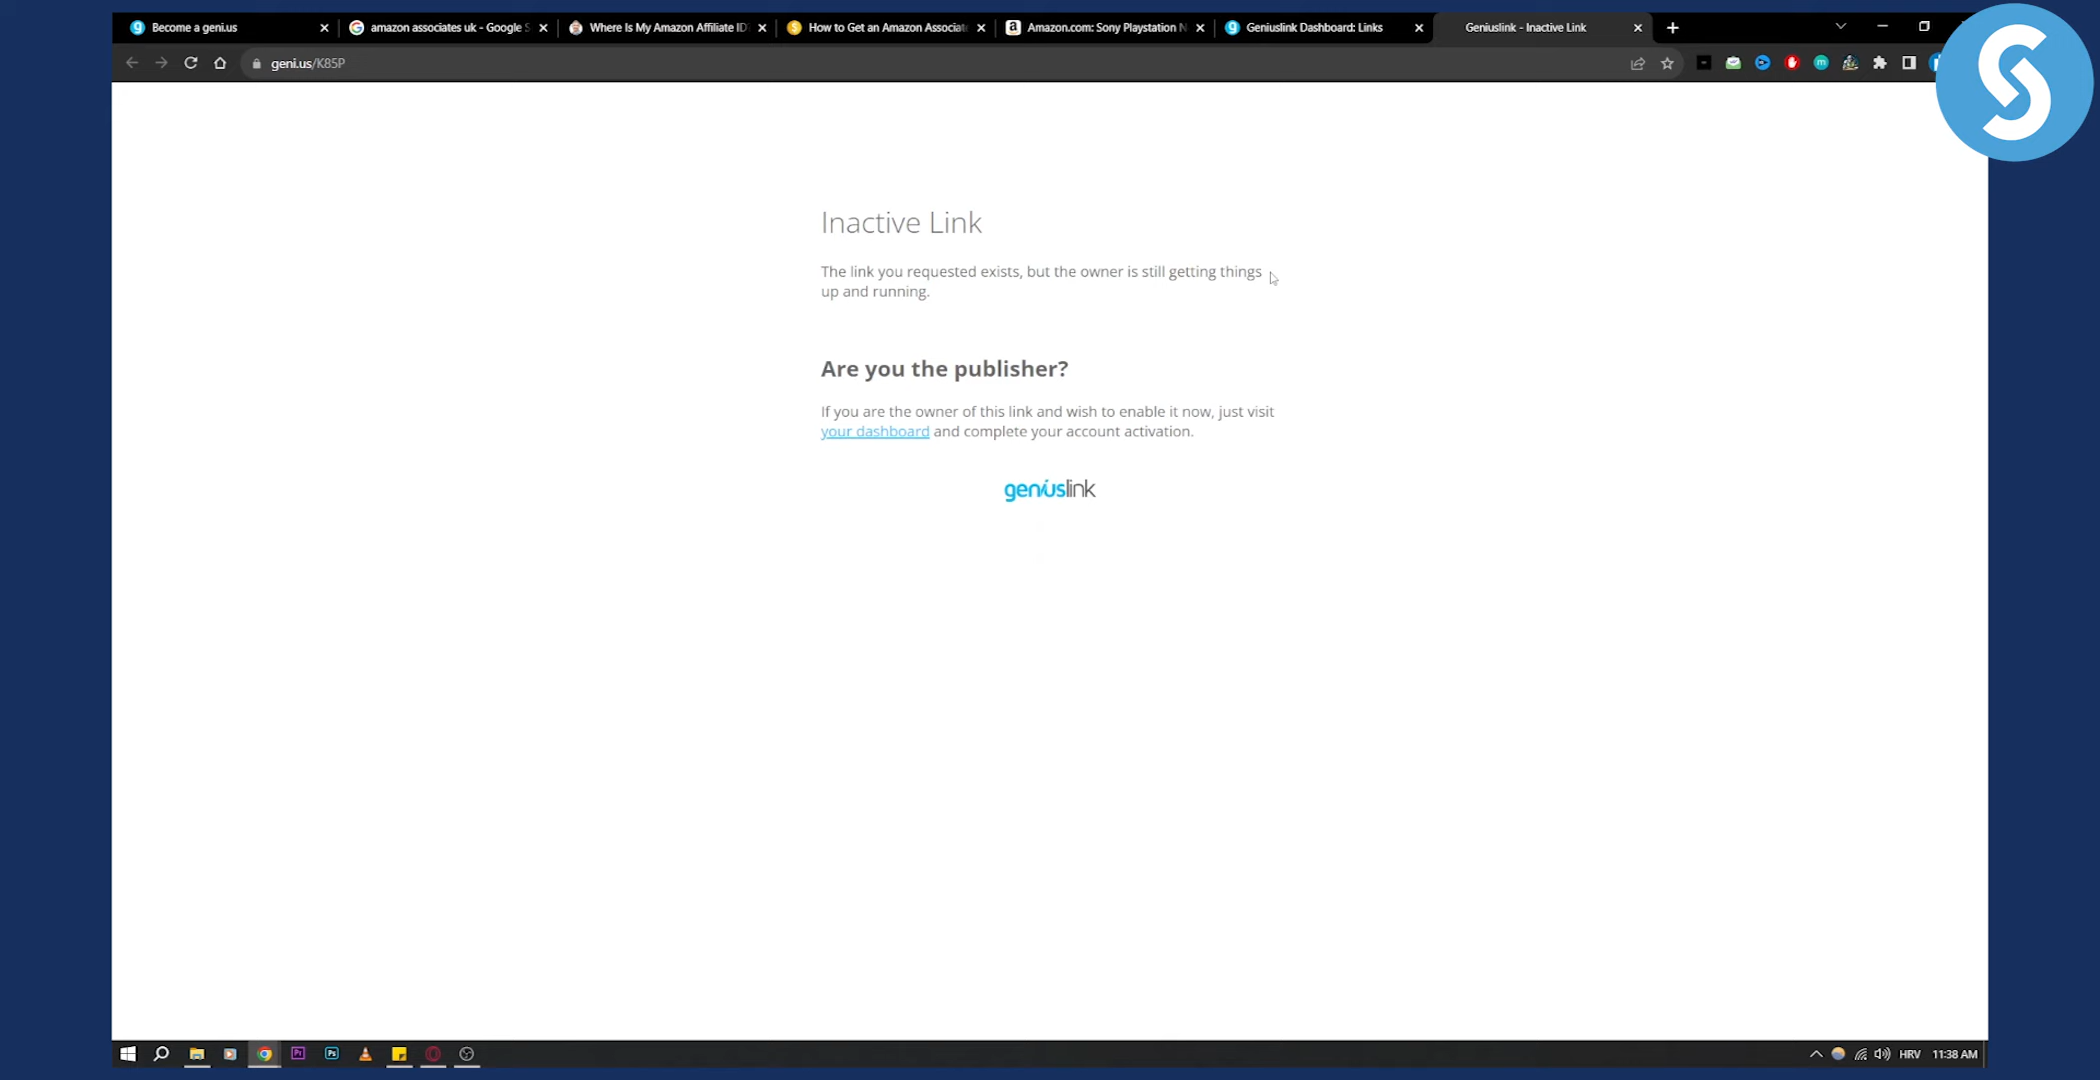 Become a geni.us
amazon associates uk - Google S
Where Is My Amazon Affiliate ID?
How to Get an Amazon Associate
Amazon.com: Sony Playstation N
Geniuslink Dashboard: Links
Geniuslink - Inactive Link
geni.us/K85P
Inactive Link
The link you requested exists, but the owner is still getting things
up and running.
Are you the publisher?
If you are the owner of this link and wish to enable it now, just visit
your dashboard and complete your account activation.
geniuslink
Pr
Ps
HRV 11:38 AM